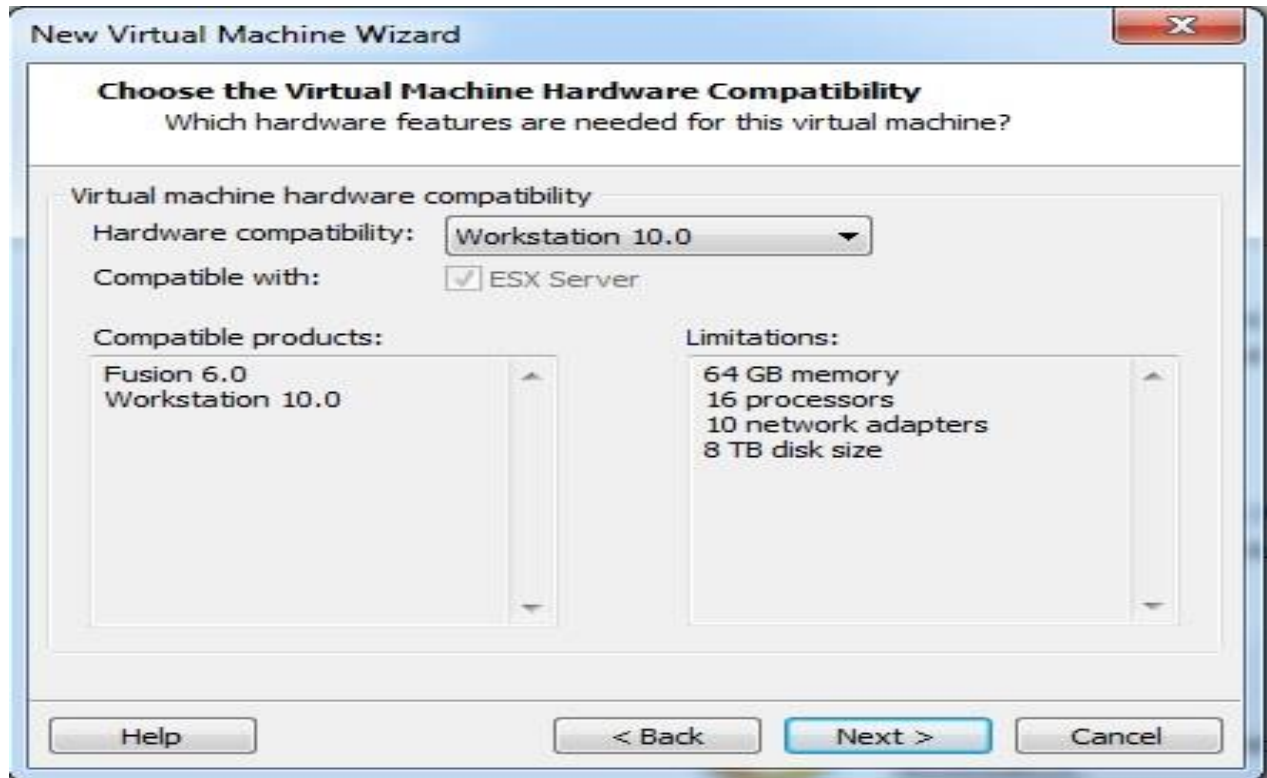 New Virtual Machine Wizard
Choose the Virtual Machine Hardware Compatibility
Which hardware features are needed for this virtual machine?
Virtual machine hardware compatibility
Hardware compatibility: Workstation 10.0
Compatible with: ESX Server
Compatible products:
Fusion 6.0
Workstation 10.0
Limitations:
64 GB memory
16 processors
10 network adapters
8 TB disk size
Help < Back Next > Cancel